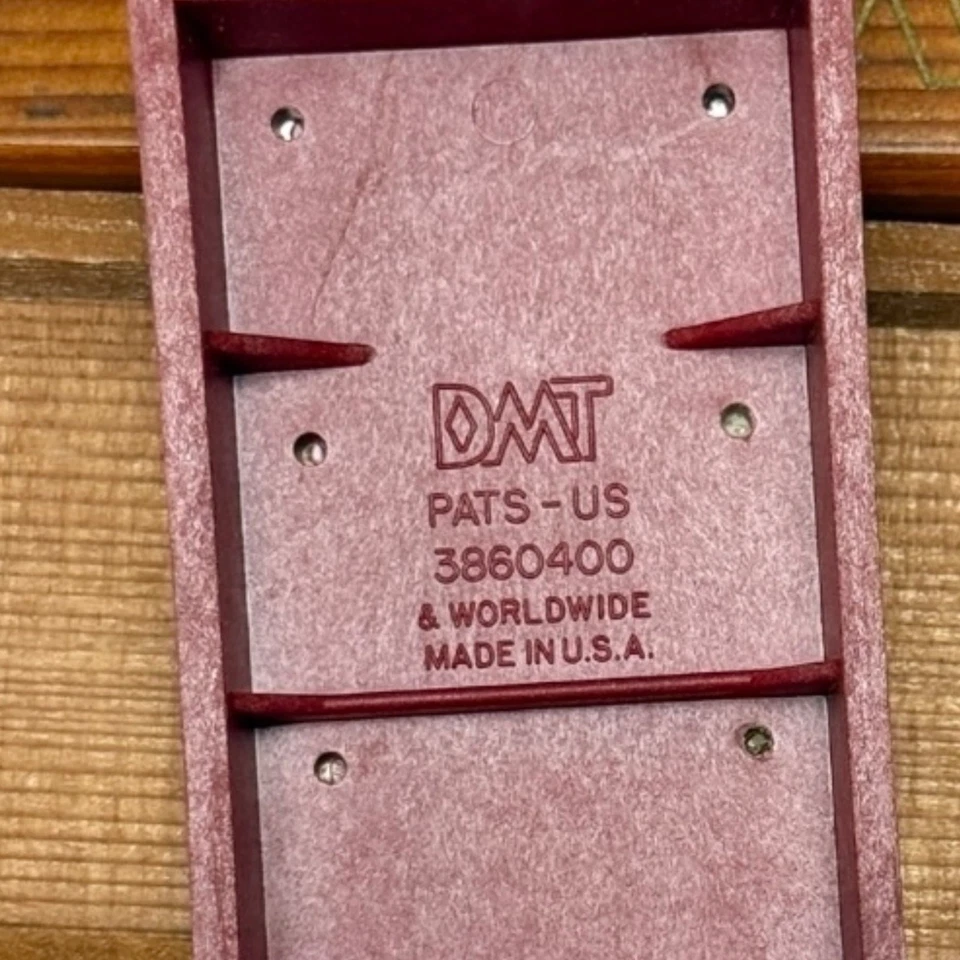 DMT
PATS - US
3860400
& WORLDWIDE
MADE IN U.S.A.